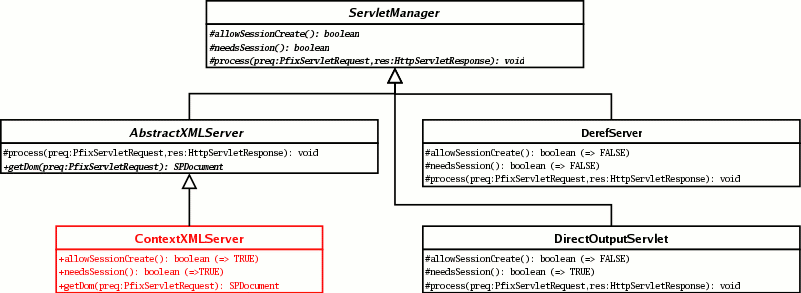 ServletManager
#allowSessionCreate(): boolean
#needsSession(): boolean
#process(preq:PfixServletRequest,res:HttpServletResponse): void
AbstractXMLServer
#process(preq:PfixServletRequest,res:HttpServletResponse): void
+getDom(preq:PfixServletRequest): SPDocument
DerefServer
#allowSessionCreate(): boolean (=> FALSE)
#needsSession(): boolean (=> FALSE)
#process(preq:PfixServletRequest,res:HttpServletResponse): void
ContextXMLServer
+allowSessionCreate(): boolean (=> TRUE)
+needsSession(): boolean (=>TRUE)
+getDom(preq:PfixServletRequest): SPDocument
DirectOutputServlet
#allowSessionCreate(): boolean (=> FALSE)
#needsSession(): boolean (=> TRUE)
#process(preq:PfixServletRequest,res:HttpServletResponse): void